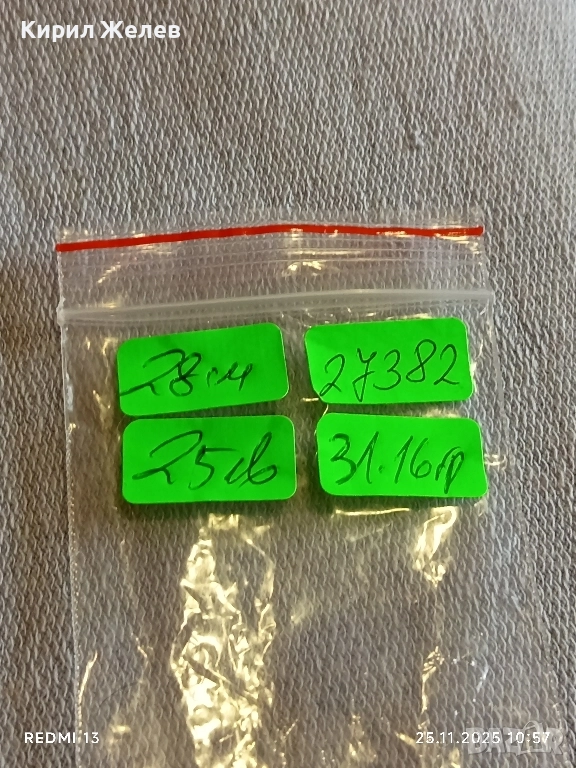 Кирил Желев
28см
27382
25лв
31.16гр
REDMI 13
25.11.2025 10:57